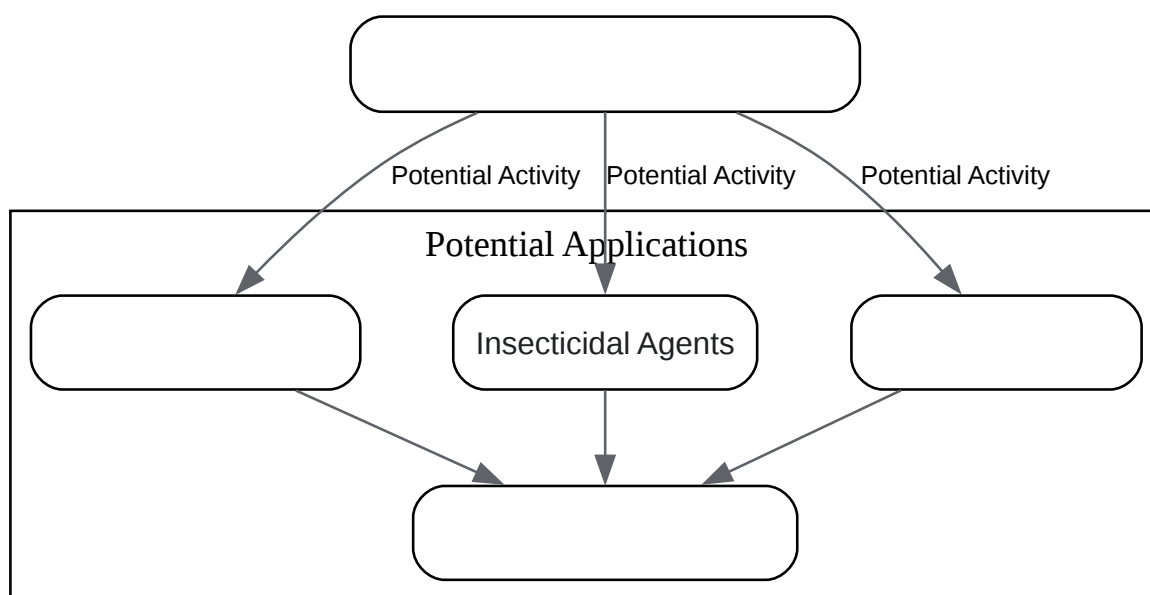 Potential Activity
Potential Activity
Potential Activity
Potential Applications
Insecticidal Agents